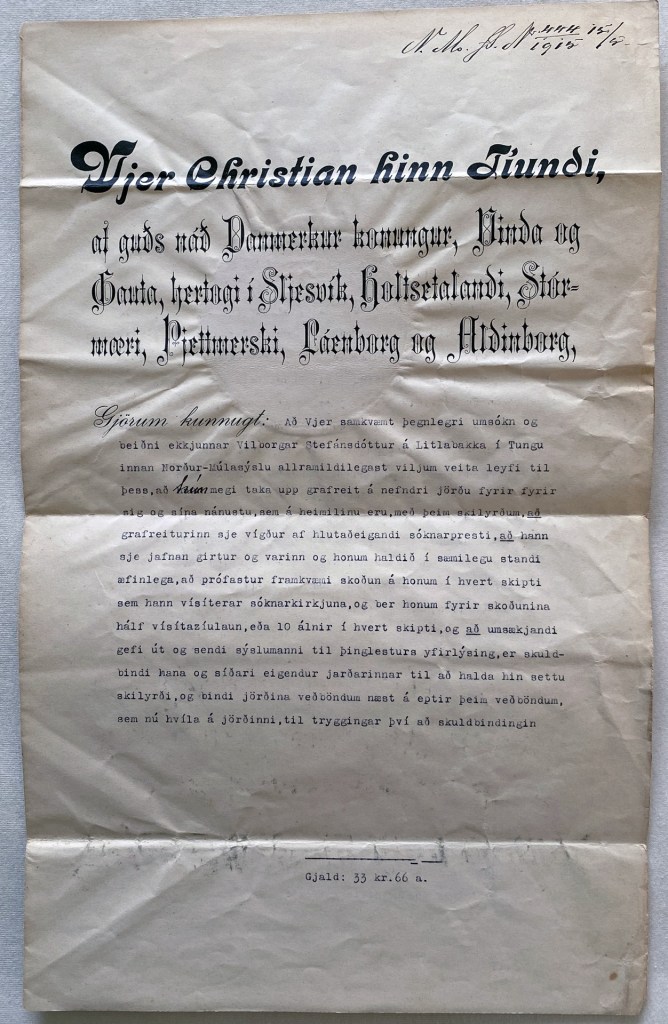 N. Mo. Js. No 444/1915 15/5
Vjer Christian hinn Tíundi,
af guðs náð Danmerkur konungur, Vinda og
Gauta, hertogi í Sljesvík, Holtsetalandi, Stór-
mæri, Þjettmerski, Láenborg og Aldinborg,
Gjörum kunnugt: Að Vjer samkvæmt þegnlegri umsókn og
beiðni ekkjunnar Vilborgar Stefánsdóttur á Litlabakka í Tungu
innan Norður-Múlasýslu allramildilegast viljum veita leyfi til
þess,að hún megi taka upp grafreit á nefndri jörðu fyrir fyrir
sig og sína nánustu,sem á heimilinu eru,með þeim skilyrðum,að
grafreiturinn sje vígður af hlutaðeigandi sóknarpresti,að hann
sje jafnan girtur og varinn og honum haldið í sæmilegu standi
æfinlega,að prófastur framkvæmi skoðun á honum í hvert skipti
sem hann vísíterar sóknarkirkjuna,og ber honum fyrir skoðunina
hálf vísítazíulaun,eða 10 álnir í hvert skipti,og að umsækjandi
gefi út og sendi sýslumanni til þinglesturs yfirlýsing,er skuld-
bindi hana og síðari eigendur jarðarinnar til að halda hin settu
skilyrði,og bindi jörðina veðböndum næst á eptir þeim veðböndum,
sem nú hvíla á jörðinni,til tryggingar því að skuldbindingin
Gjald: 33 kr.66 a.